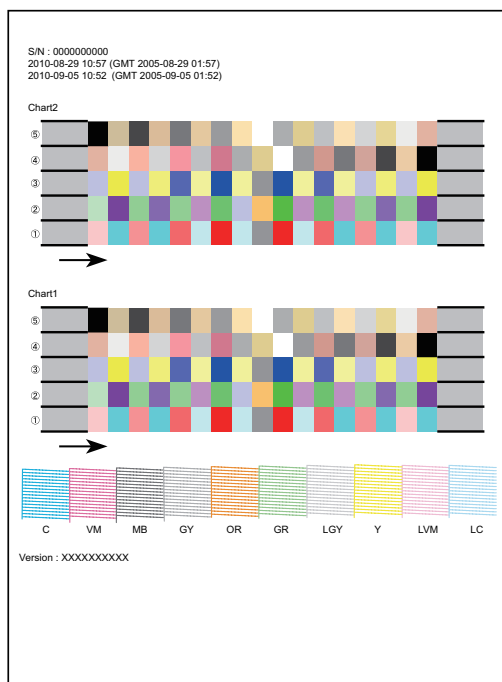 S/N : 0000000000
2010-08-29 10:57 (GMT 2005-08-29 01:57)
2010-09-05 10:52 (GMT 2005-09-05 01:52)
Chart2
⑤
④
③
②
①
Chart1
⑤
④
③
②
①
C VM MB GY OR GR LGY Y LVM LC
Version : XXXXXXXXXX